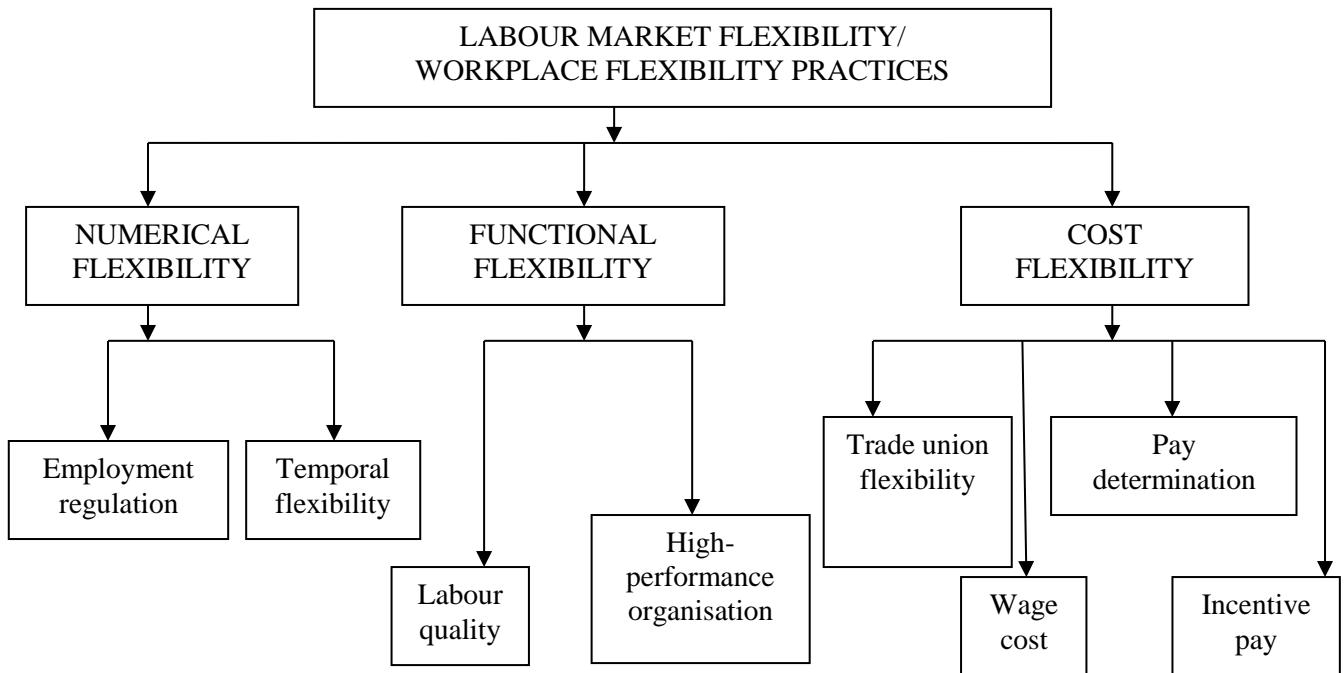 LABOUR MARKET FLEXIBILITY/
WORKPLACE FLEXIBILITY PRACTICES
NUMERICAL
FLEXIBILITY
FUNCTIONAL
FLEXIBILITY
COST
FLEXIBILITY
Employment
regulation
Temporal
flexibility
Labour
quality
High-
performance
organisation
Trade union
flexibility
Wage
cost
Pay
determination
Incentive
pay